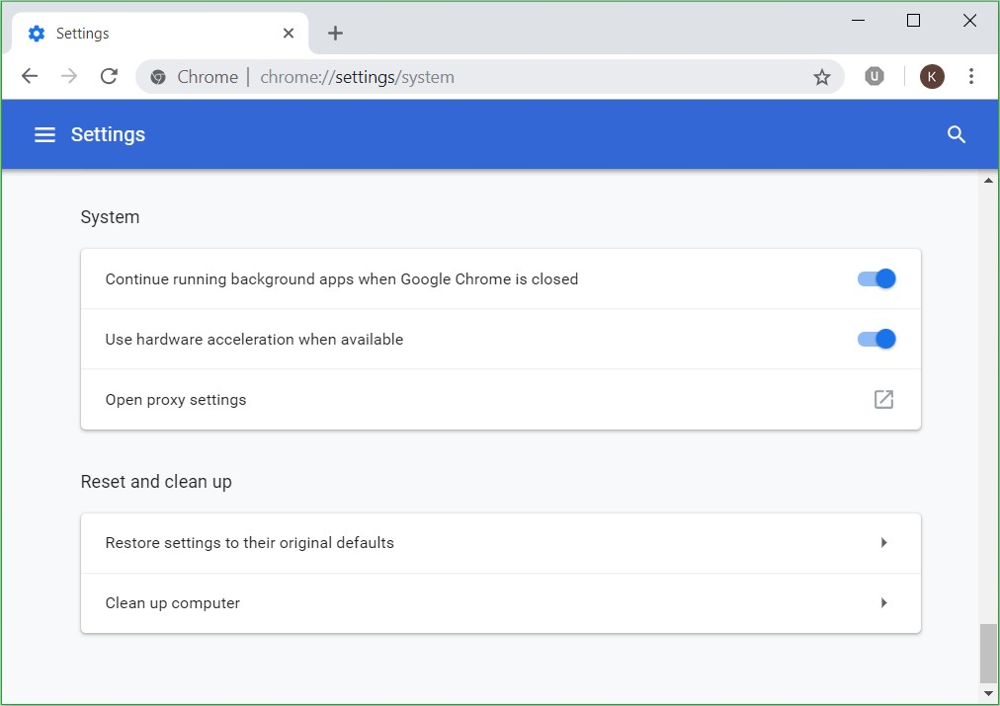 Settings
Chrome | chrome://settings/system
U
K
Settings
System
Continue running background apps when Google Chrome is closed
Use hardware acceleration when available
Open proxy settings
Reset and clean up
Restore settings to their original defaults
Clean up computer